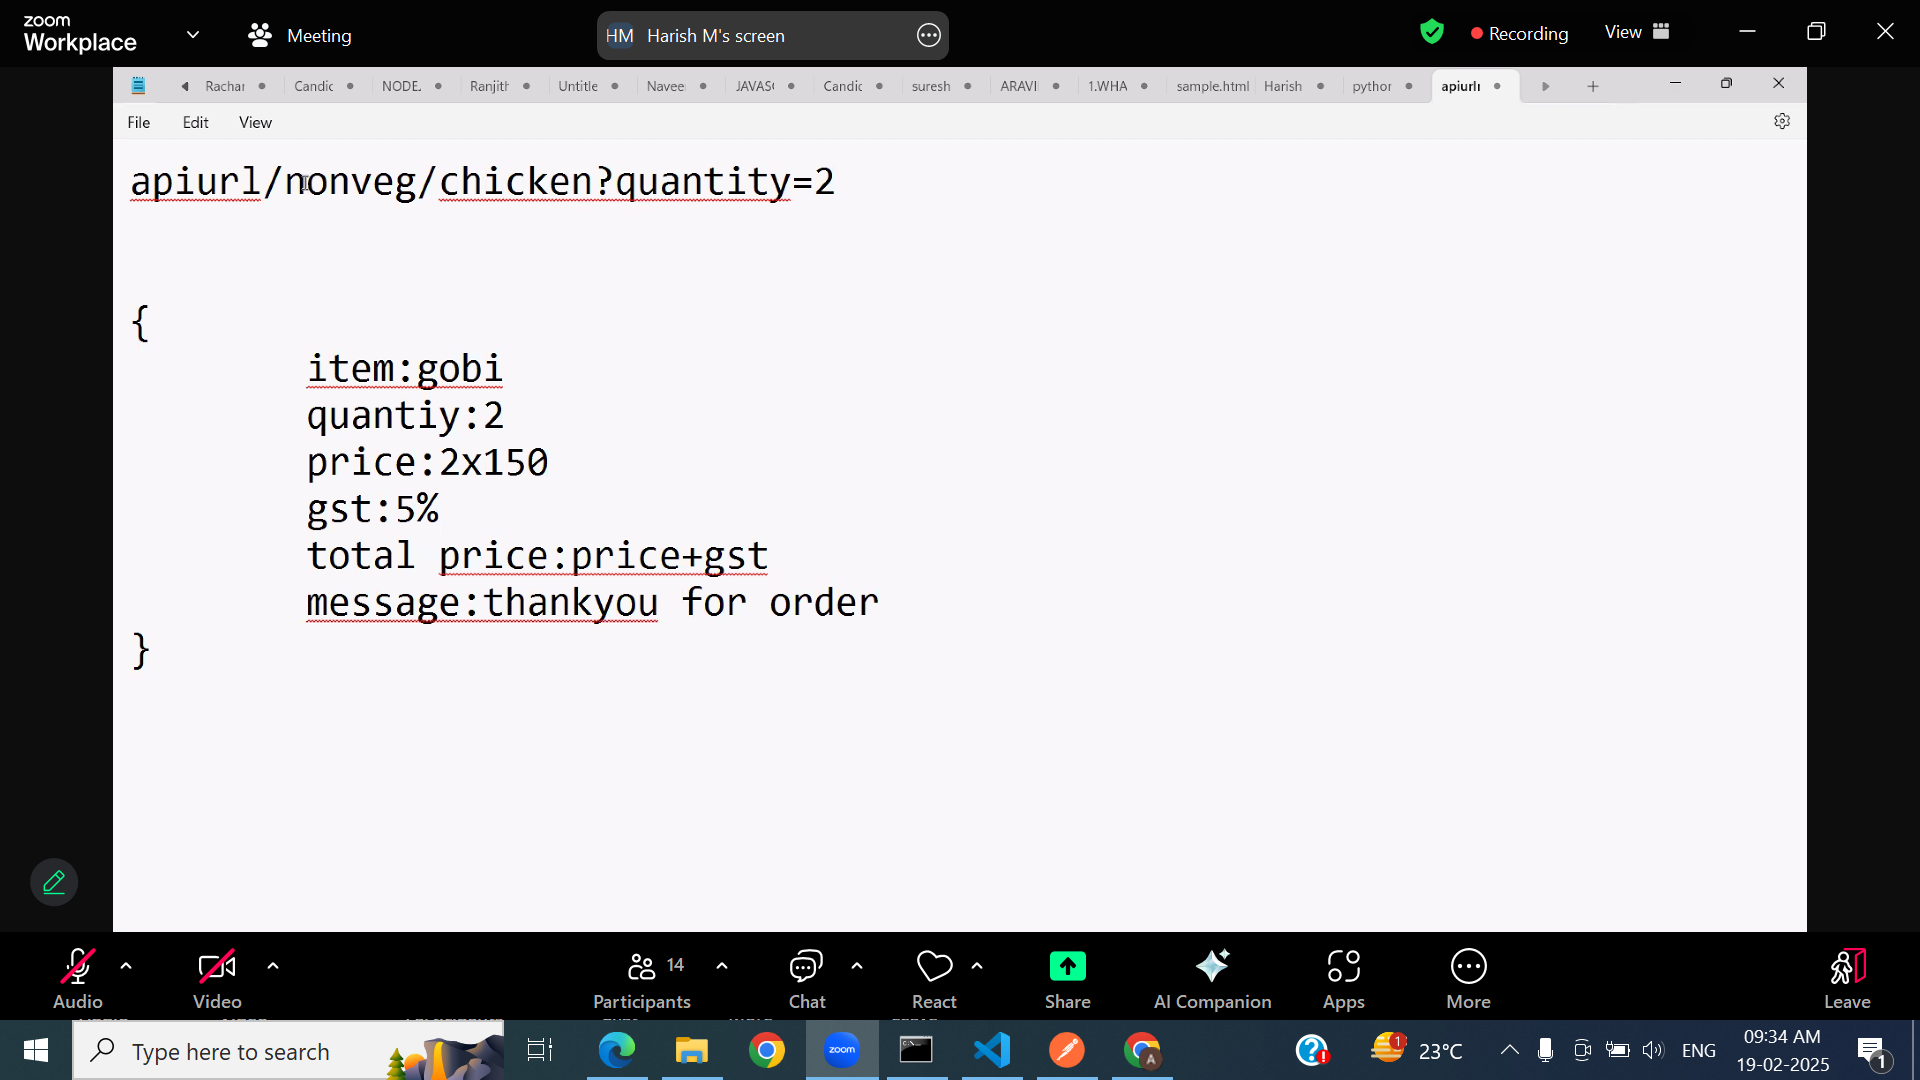 zoom
Workplace
Meeting
HM Harish M's screen
Recording
View
Rachar
Candic
NODE.
Ranjith
Untitle
Navee
JAVAS
Candic
suresh
ARAVI
1.WHA
sample.html
Harish
python
apiurl
File Edit View
apiurl/nonveg/chicken?quantity=2
{
item:gobi
quantiy:2
price:2x150
gst:5%
total price:price+gst
message:thankyou for order
}
Audio
Video
14
Participants
Chat
React
Share
AI Companion
Apps
More
Leave
Type here to search
zoom
A
1
23°C
ENG
09:34 AM
19-02-2025
1